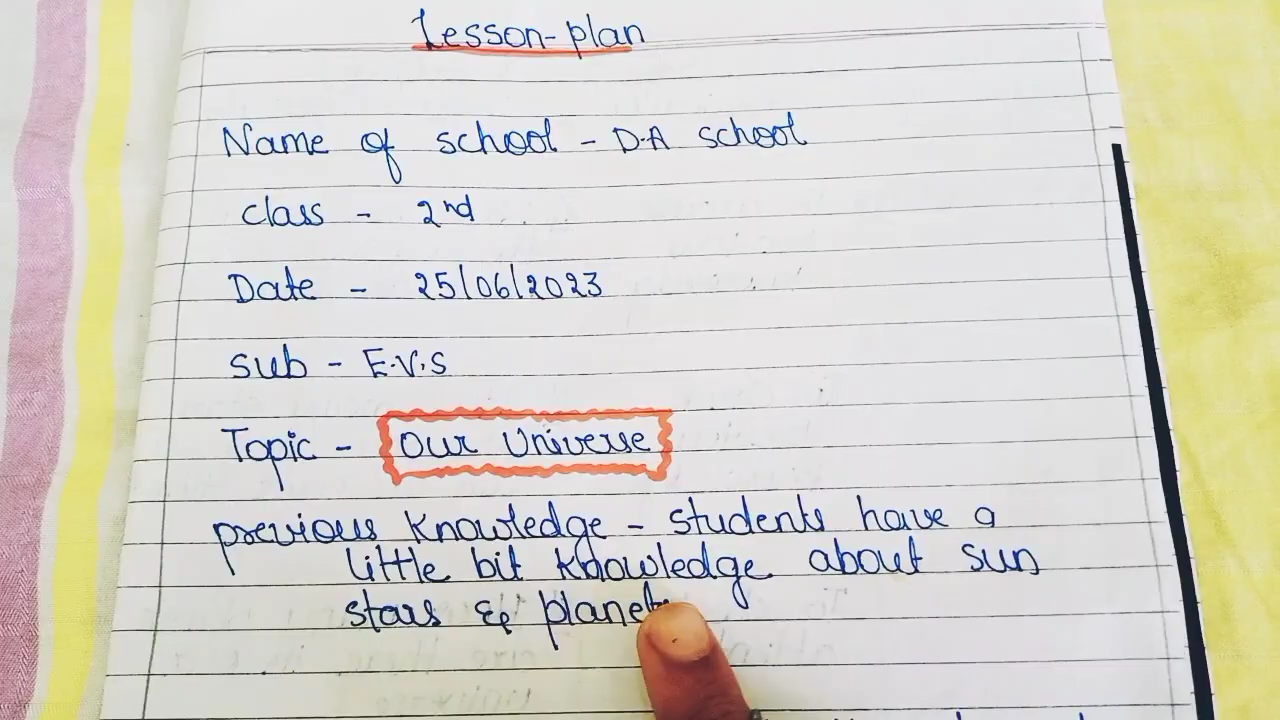 Lesson-plan
Name of school - D.A school
class - 2nd
Date - 25/06/2023
sub - E.V.S
Topic - Our Universe
previous knowledge - students have a
little bit knowledge about sun
stars &